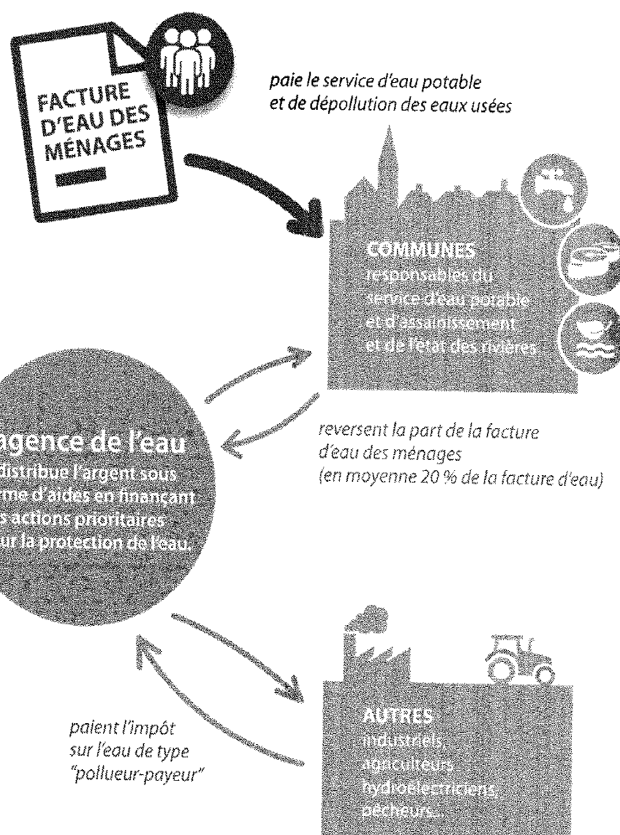 FACTURE
D'EAU DES
MÉNAGES
paie le service d'eau potable
et de dépollution des eaux usées
COMMUNES
responsables du
service d'eau potable
et d'assainissement
et de l'état des rivières
agence de l'eau
distribue l'argent sous
rme d'aides en finançant
s actions prioritaires
ur la protection de l'eau.
reversent la part de la facture
d'eau des ménages
(en moyenne 20 % de la facture d'eau)
paient l'impôt
sur l'eau de type
"pollueur-payeur"
AUTRES
industriels,
agriculteurs,
hydroélectriciens,
pêcheurs...